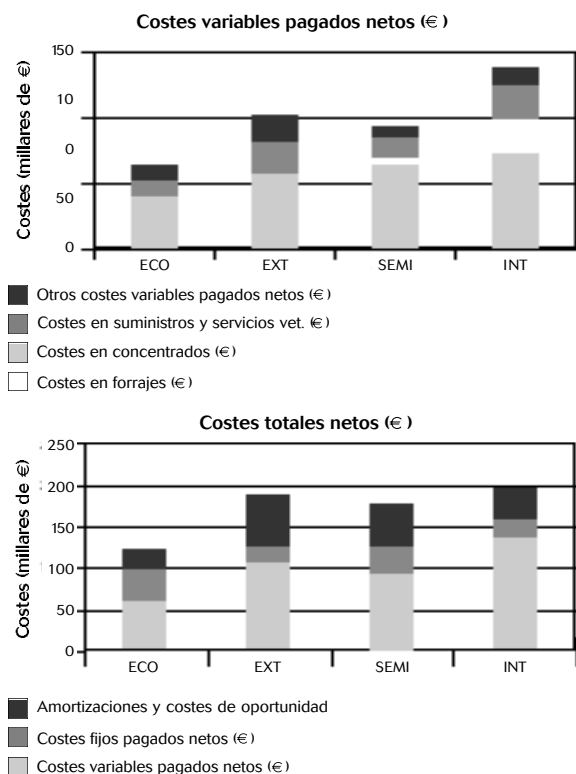 Costes variables pagados netos (€)
Costes (millares de €)
150
10
0
50
0
ECO EXT SEMI INT
Otros costes variables pagados netos (€)
Costes en suministros y servicios vet. (€)
Costes en concentrados (€)
Costes en forrajes (€)
Costes totales netos (€)
Costes (millares de €)
250
200
150
100
50
0
ECO EXT SEMI INT
Amortizaciones y costes de oportunidad
Costes fijos pagados netos (€)
Costes variables pagados netos (€)